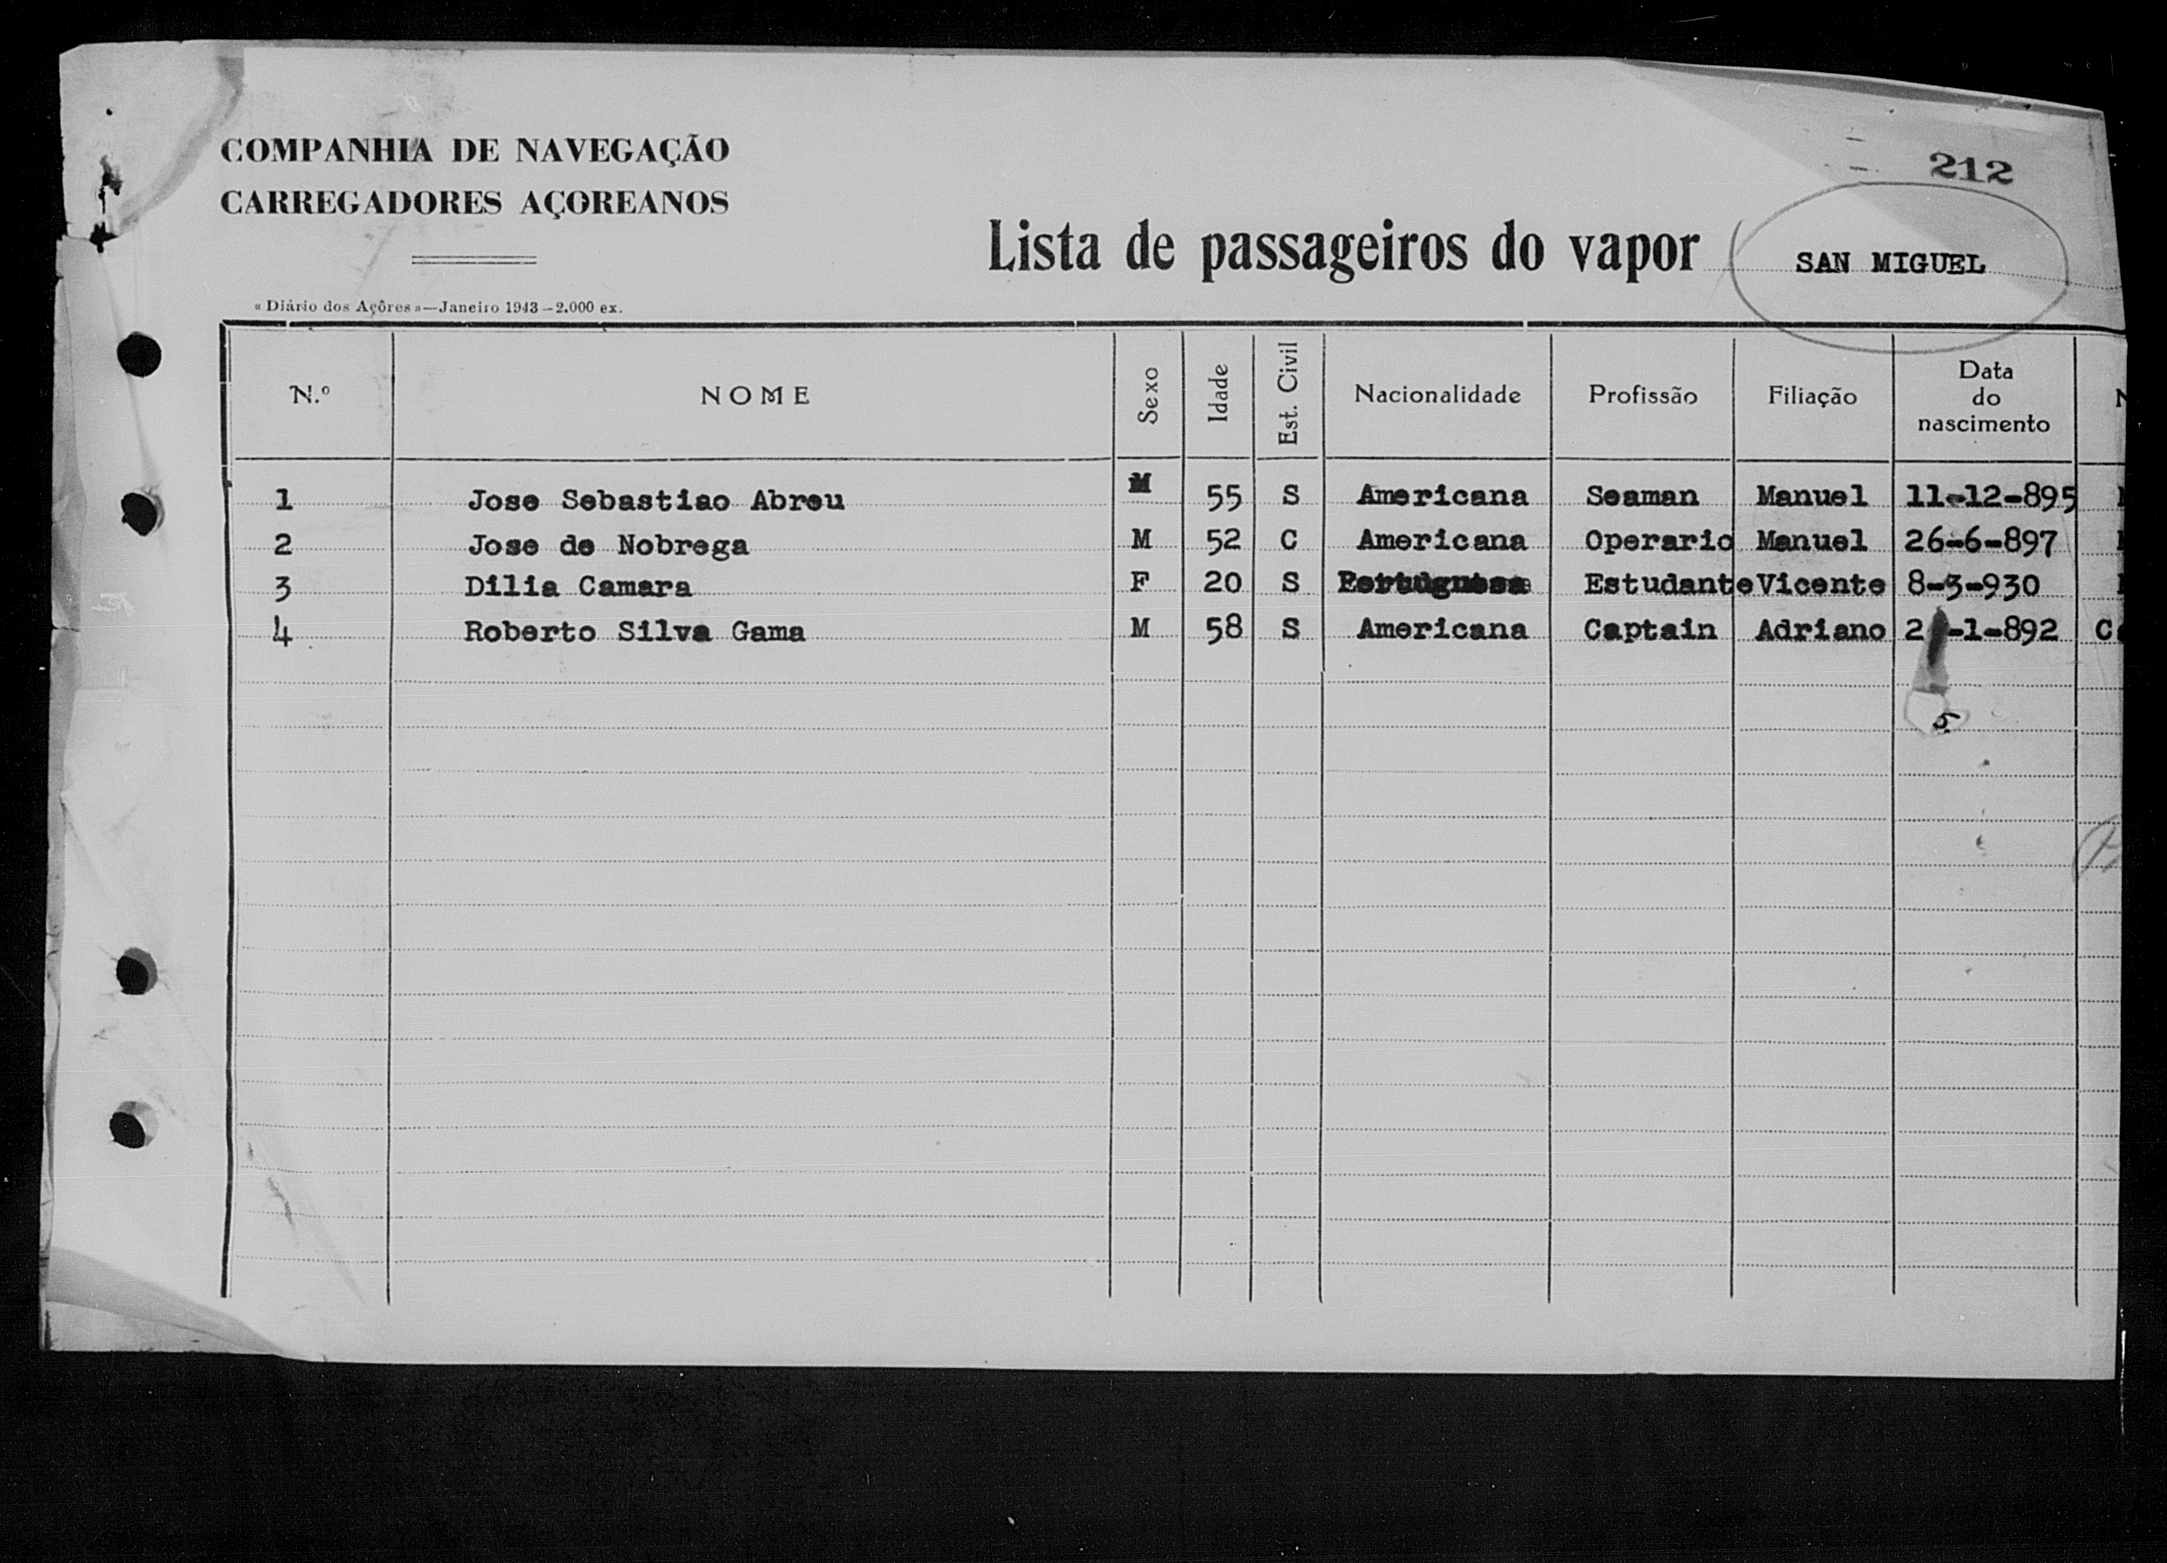 COMPANHIA DE NAVEGAÇÃO
CARREGADORES AÇOREANOS
212
Lista de passageiros do vapor SAN MIGUEL
« Diário dos Açôres »—Janeiro 1943—2.000 ex.
N.º NOME Sexo Idade Est. Civil Nacionalidade Profissão Filiação Data do nascimento
1 Jose Sebastiao Abreu M 55 S Americana Seaman Manuel 11-12-895
2 Jose de Nobrega M 52 C Americana Operario Manuel 26-6-897
3 Dilia Camara F 20 S Estudante Vicente 8-3-930
4 Roberto Silva Gama M 58 S Americana Captain Adriano 2 -1-892